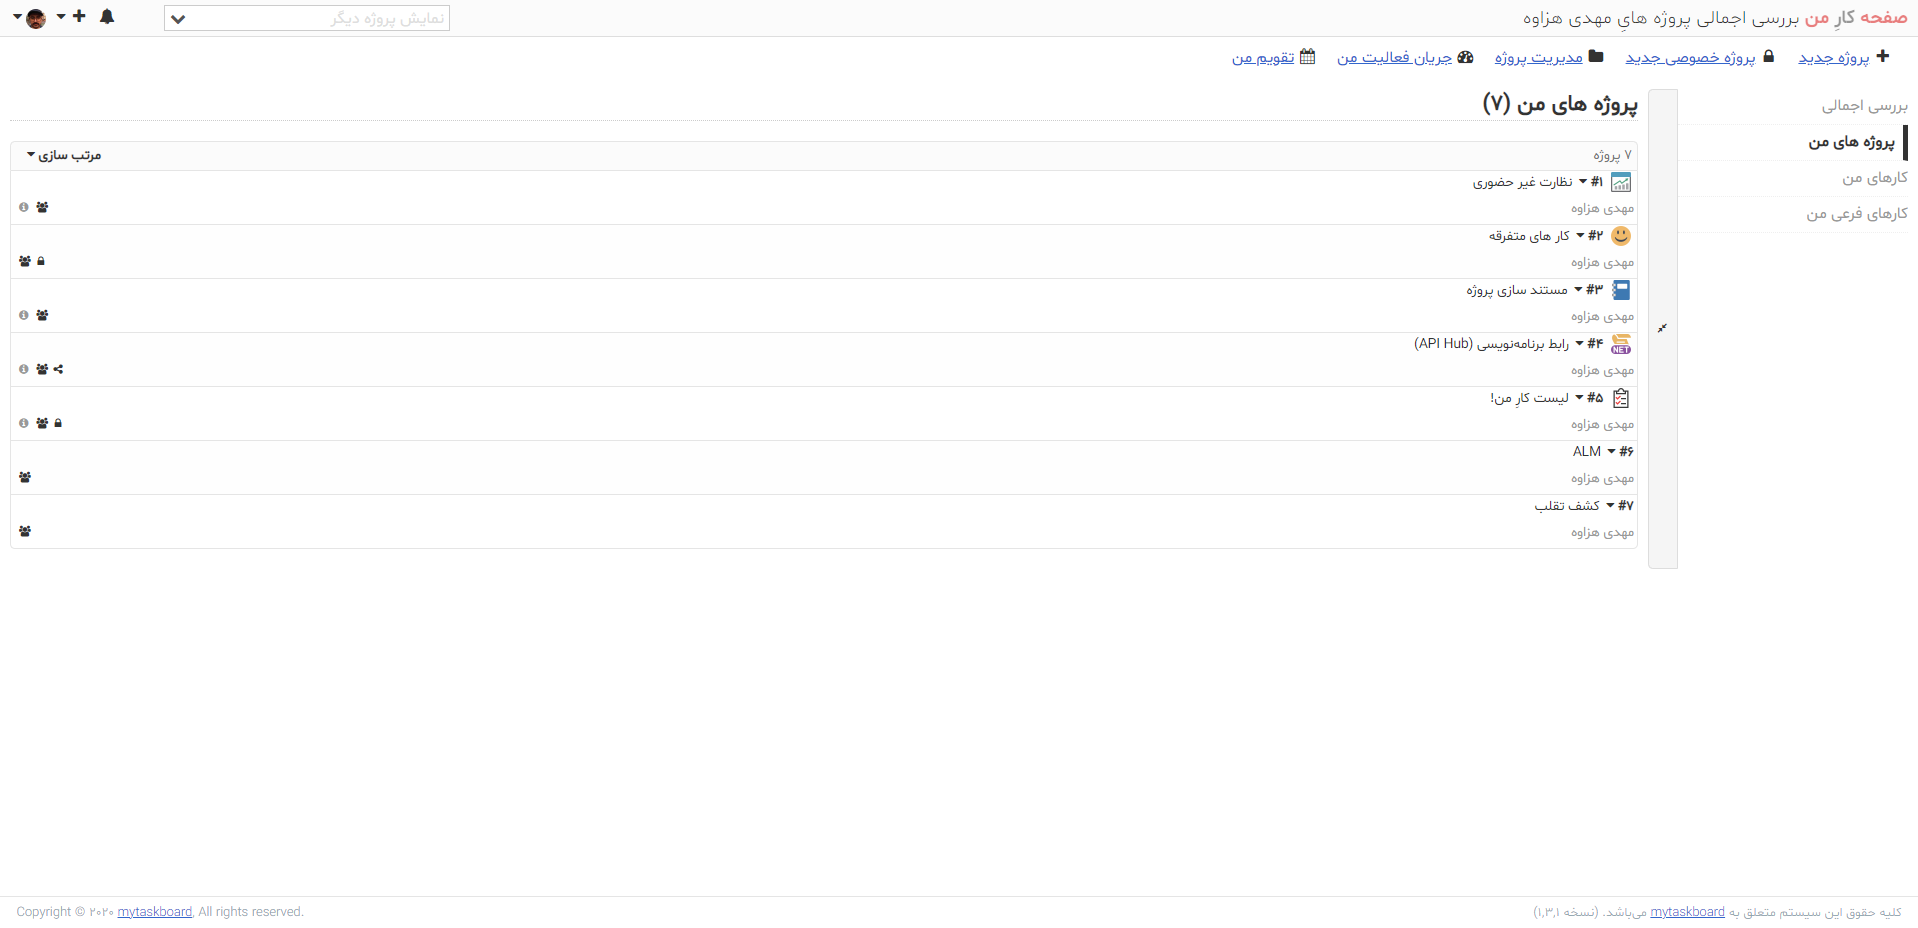 صفحه کارِ من بررسی اجمالی پروژه هایِ مهدی هزاوه
نمایش پروژه دیگر
پروژه جدید
پروژه خصوصی جدید
مدیریت پروژه
جریان فعالیت من
تقویم من
بررسی اجمالی
پروژه های من
کارهای من
کارهای فرعی من
پروژه های من (۷)
۷ پروژه
مرتب سازی
#۱ نظارت غیر حضوری
مهدی هزاوه
#۲ کار های متفرقه
مهدی هزاوه
#۳ مستند سازی پروژه
مهدی هزاوه
#۴ رابط برنامه‌نویسی (API Hub)
NET
مهدی هزاوه
#۵ لیست کارِ من!
مهدی هزاوه
#۶ ALM
مهدی هزاوه
#۷ کشف تقلب
مهدی هزاوه
کلیه حقوق این سیستم متعلق به mytaskboard می‌باشد. (نسخه ۱,۳,۱)
Copyright © ۲۰۲۰ mytaskboard, All rights reserved.